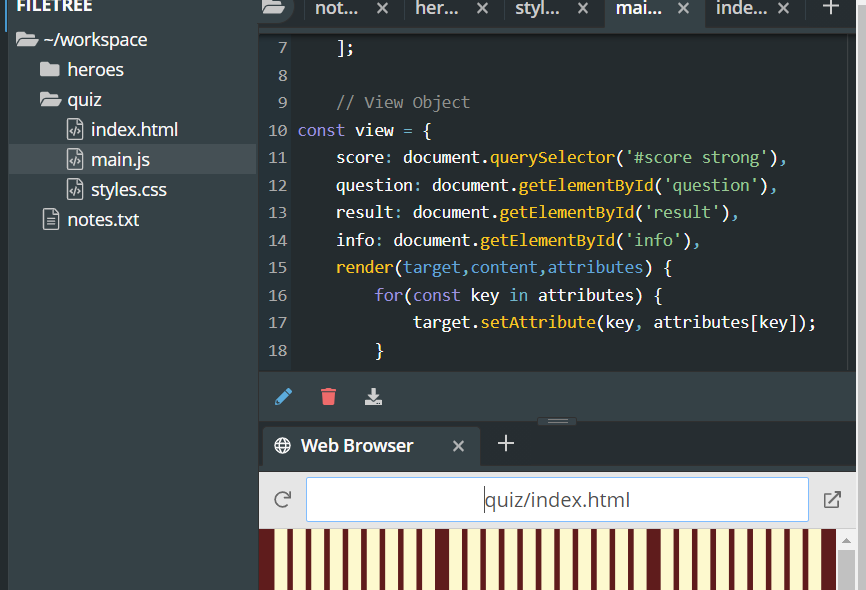 FILETREE
~/workspace
heroes
quiz
index.html
main.js
styles.css
notes.txt
not... × her... × styl... × mai... × inde... × +
7 ];
8
9 // View Object
10 const view = {
11 score: document.querySelector('#score strong'),
12 question: document.getElementById('question'),
13 result: document.getElementById('result'),
14 info: document.getElementById('info'),
15 render(target,content,attributes) {
16 for(const key in attributes) {
17 target.setAttribute(key, attributes[key]);
18 }
Web Browser × +
quiz/index.html